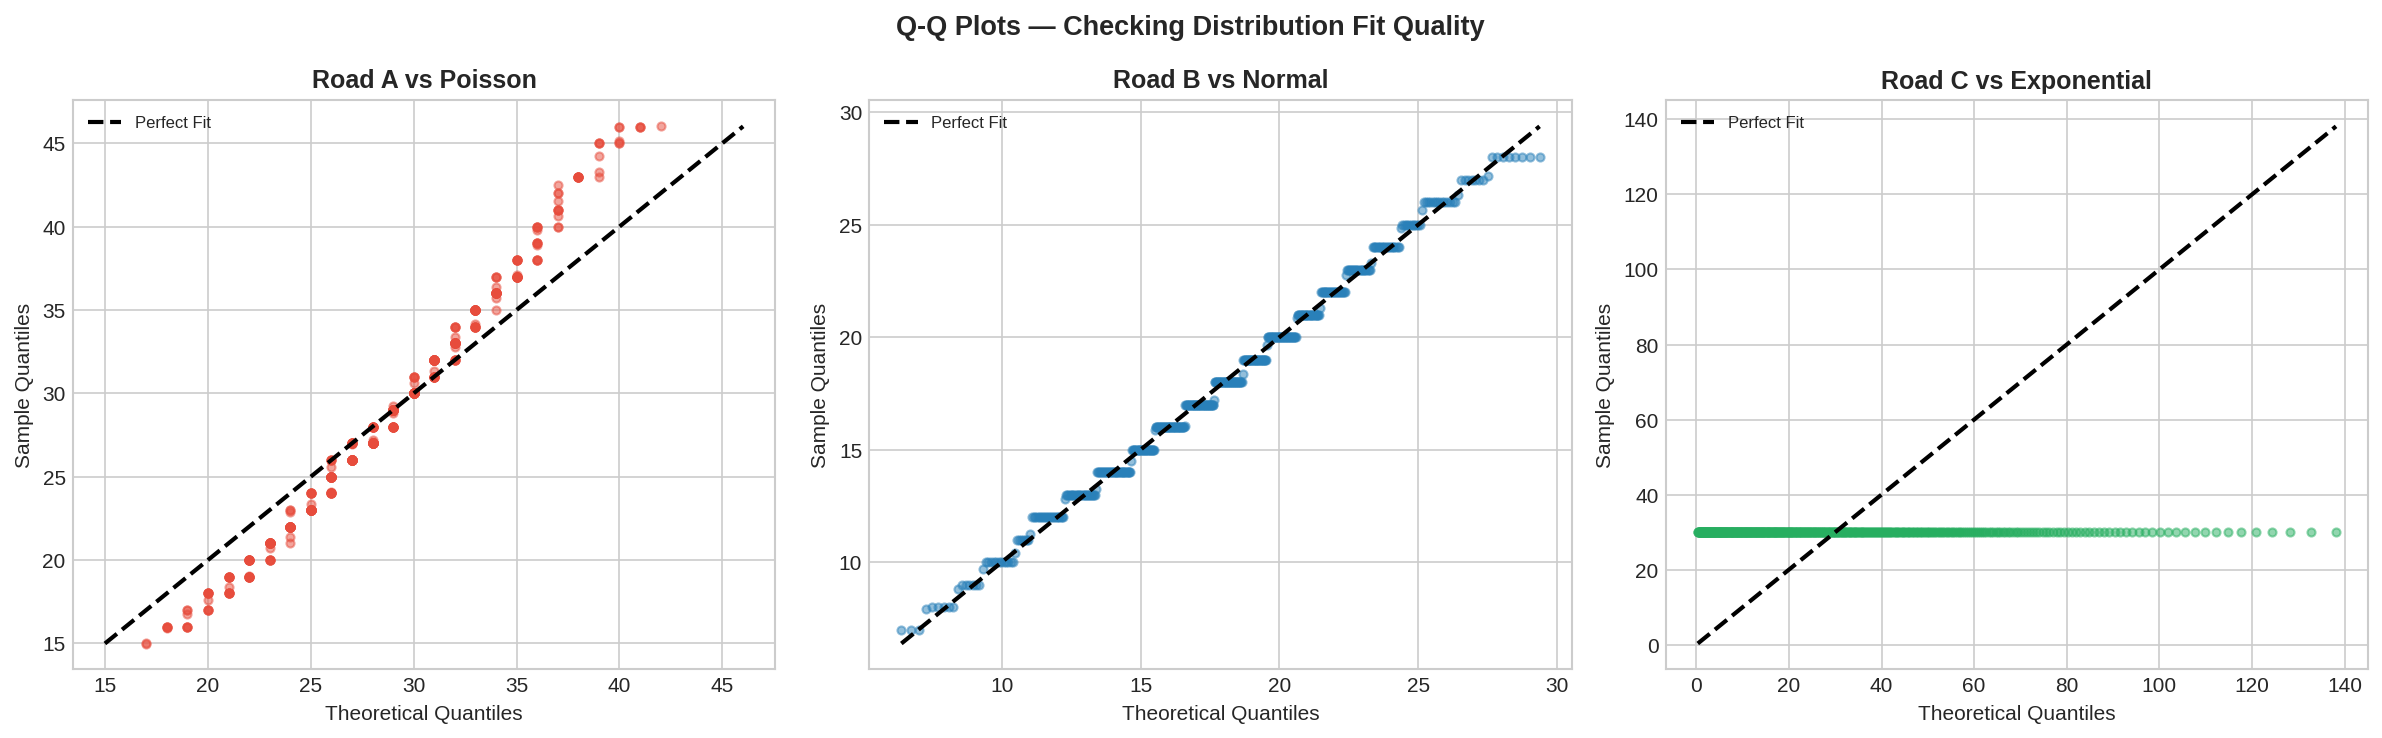 Q-Q Plots — Checking Distribution Fit Quality
Road A vs Poisson
Perfect Fit
45
40
35
30
25
20
15
Sample Quantiles
15 20 25 30 35 40 45
Theoretical Quantiles
Road B vs Normal
Perfect Fit
30
25
20
15
10
Sample Quantiles
10 15 20 25 30
Theoretical Quantiles
Road C vs Exponential
Perfect Fit
140
120
100
80
60
40
20
0
Sample Quantiles
0 20 40 60 80 100 120 140
Theoretical Quantiles